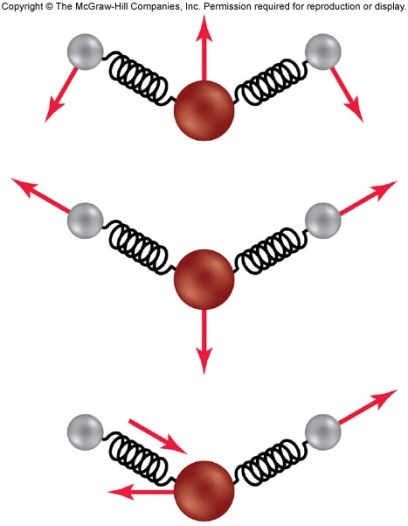 Copyright © The McGraw-Hill Companies, Inc. Permission required for reproduction or display.